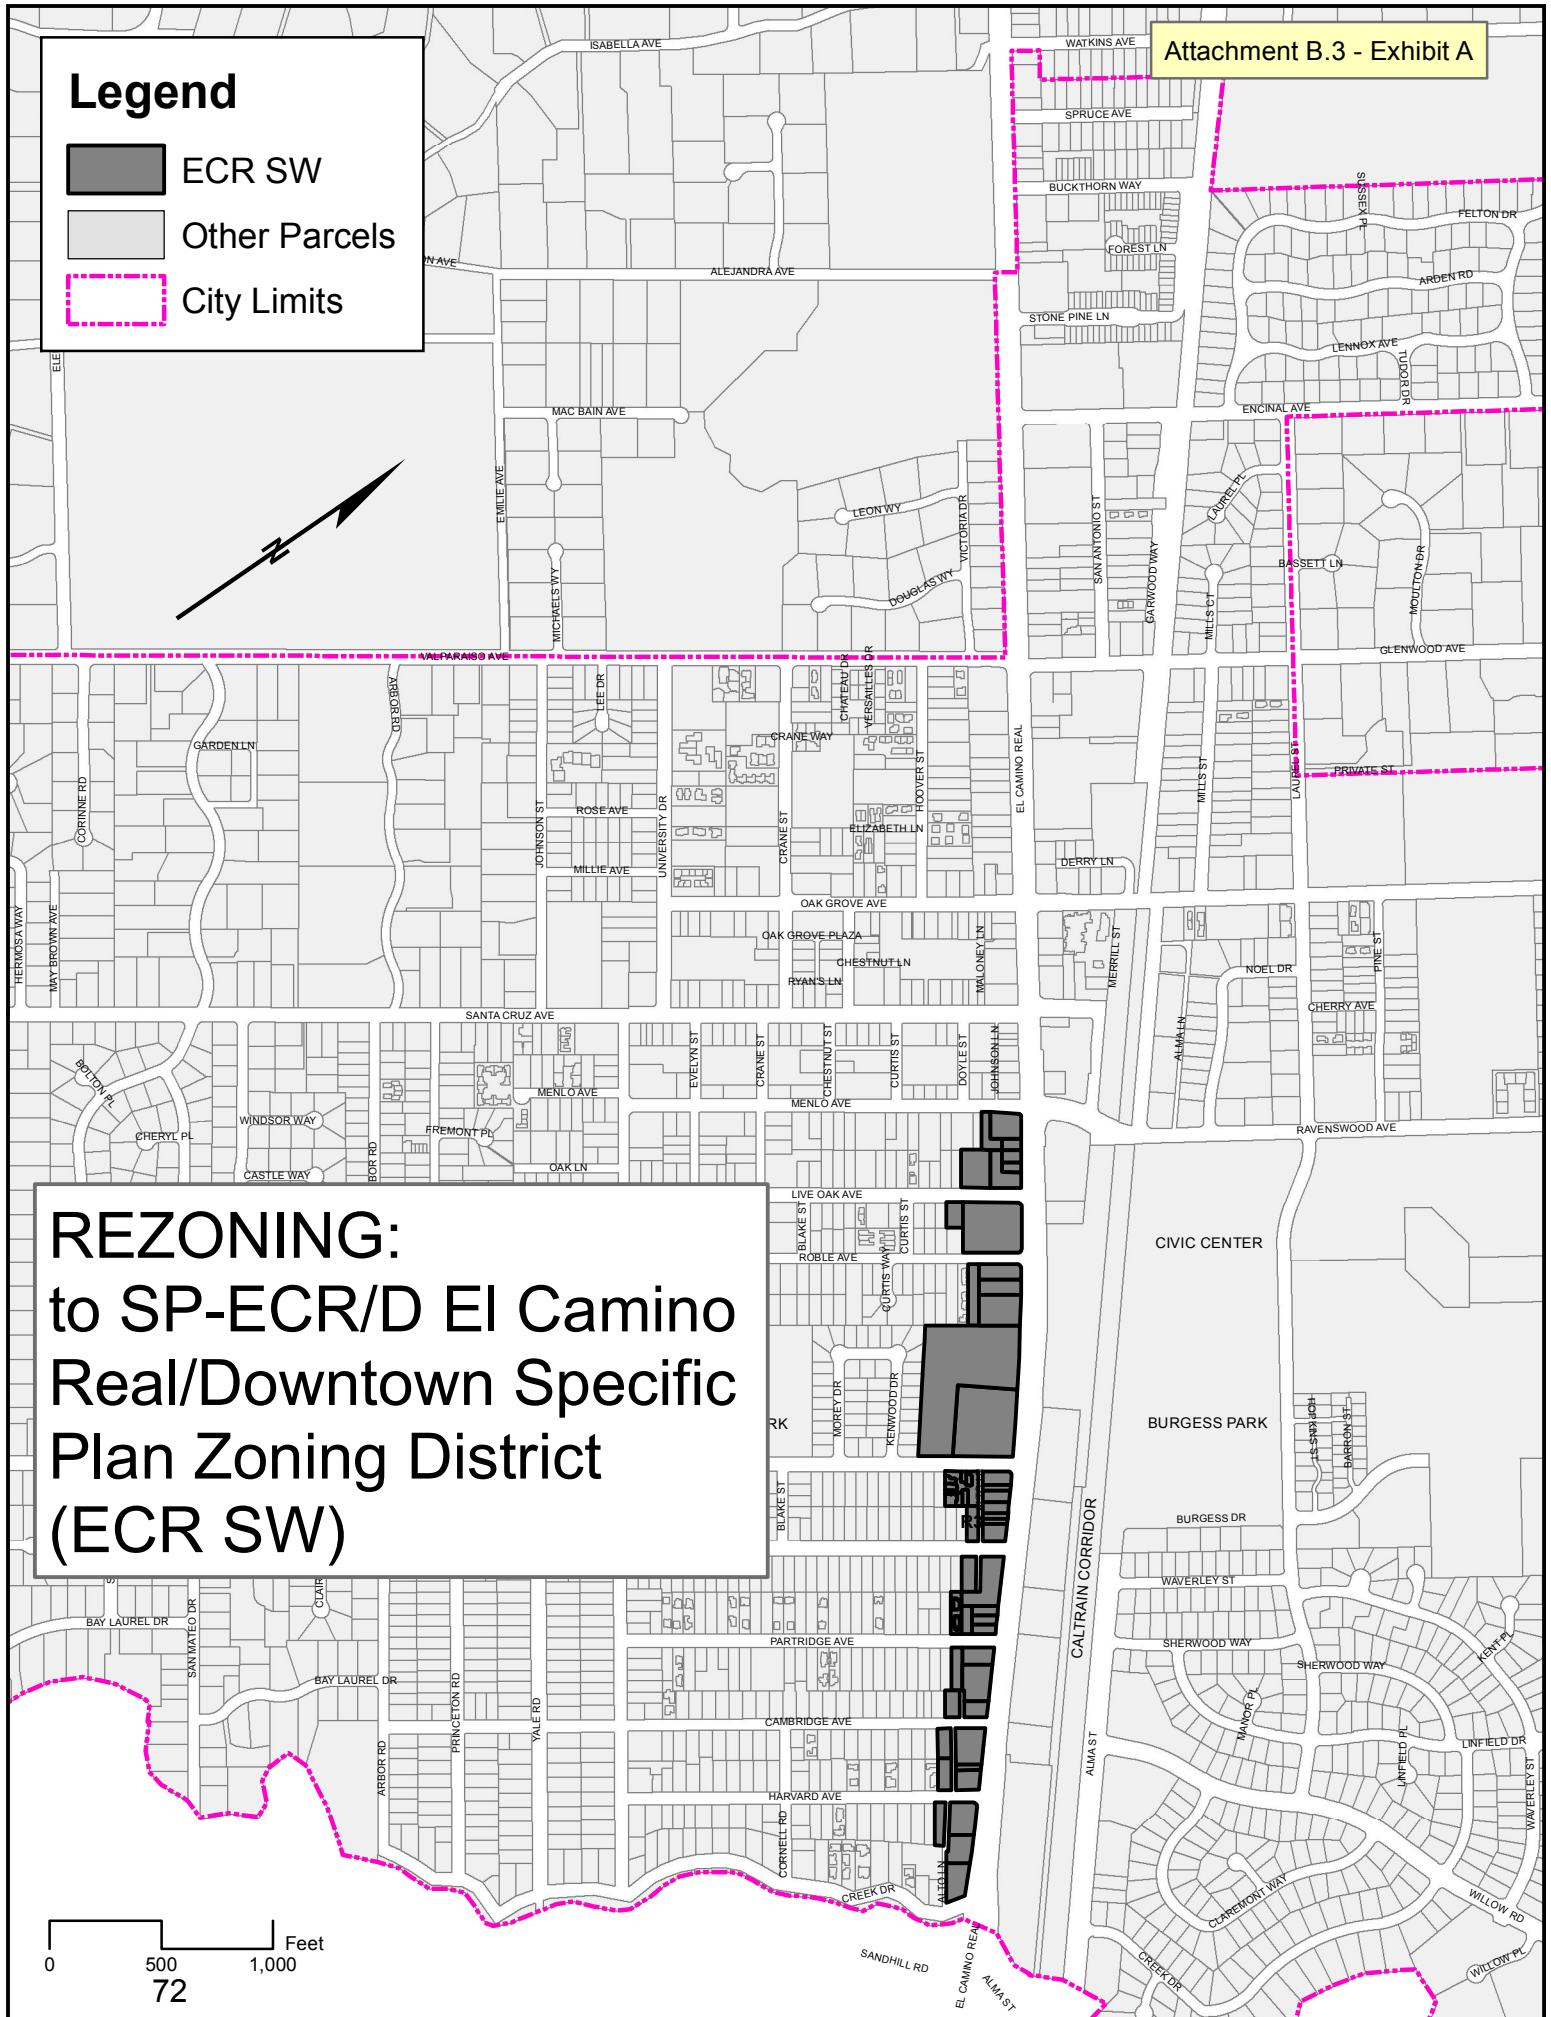 Attachment B.3 - Exhibit A
Legend
ECR SW
Other Parcels
City Limits
ISABELLA AVE
WATKINS AVE
SPRUCE AVE
BUCKTHORN WAY
SUSSEX PL
FELTON DR
FOREST LN
ALEJANDRA AVE
ARDEN RD
STONE PINE LN
LENNOX AVE
TUDOR DR
MAC BAIN AVE
ENCINAL AVE
EMILIE AVE
LEON WY
VICTORIA DR
SAN ANTONIO ST
LAUREL PL
GARWOOD WAY
BASSETT LN
MOULTON DR
N
MICHAELS WY
DOUGLAS WY
MILLS CT
VALPARAISO AVE
GLENWOOD AVE
ARBOR RD
LEE DR
CHATEAU DR
VERSAILLES DR
CRANE WAY
GARDEN LN
EL CAMINO REAL
HOOVER ST
MILLS ST
LAUREL ST
PRIVATE ST
CORINNE RD
JOHNSON ST
ROSE AVE
UNIVERSITY DR
CRANE ST
ELIZABETH LN
MILLIE AVE
DERRY LN
OAK GROVE AVE
HERMOSA WAY
MAY BROWN AVE
OAK GROVE PLAZA
CHESTNUT LN
RYAN'S LN
MALONEY LN
MERRILL ST
NOEL DR
PINE ST
CHERRY AVE
SANTA CRUZ AVE
EVELYN ST
CRANE ST
CHESTNUT ST
CURTIS ST
DOYLE ST
JOHNSON LN
ALMA LN
BOLTON PL
MENLO AVE
MENLO AVE
WINDSOR WAY
FREMONT PL
CHERYL PL
CASTLE WAY
BOR RD
OAK LN
RAVENSWOOD AVE
LIVE OAK AVE
BLAKE ST
CURTIS ST
ROBLE AVE
CURTIS WAY
CIVIC CENTER
REZONING:
to SP-ECR/D El Camino
Real/Downtown Specific
Plan Zoning District
(ECR SW)
RK
MOREY DR
KENWOOD DR
BURGESS PARK
HOPKINS ST
BARRON ST
BLAKE ST
R3
BURGESS DR
CALTRAIN CORRIDOR
WAVERLEY ST
CLAIR
BAY LAUREL DR
SAN MATEO DR
PARTRIDGE AVE
SHERWOOD WAY
SHERWOOD WAY
KENT PL
BAY LAUREL DR
PRINCETON RD
YALE RD
CAMBRIDGE AVE
MANOR PL
LINFIELD DR
LINFIELD PL
ARBOR RD
ALMA ST
WAVERLEY ST
HARVARD AVE
CORNELL RD
ALTO LN
CREEK DR
CLAREMONT WAY
WILLOW RD
WILLOW PL
CREEK DR
SANDHILL RD
EL CAMINO REAL
ALMA ST
Feet
0 500 1,000
72